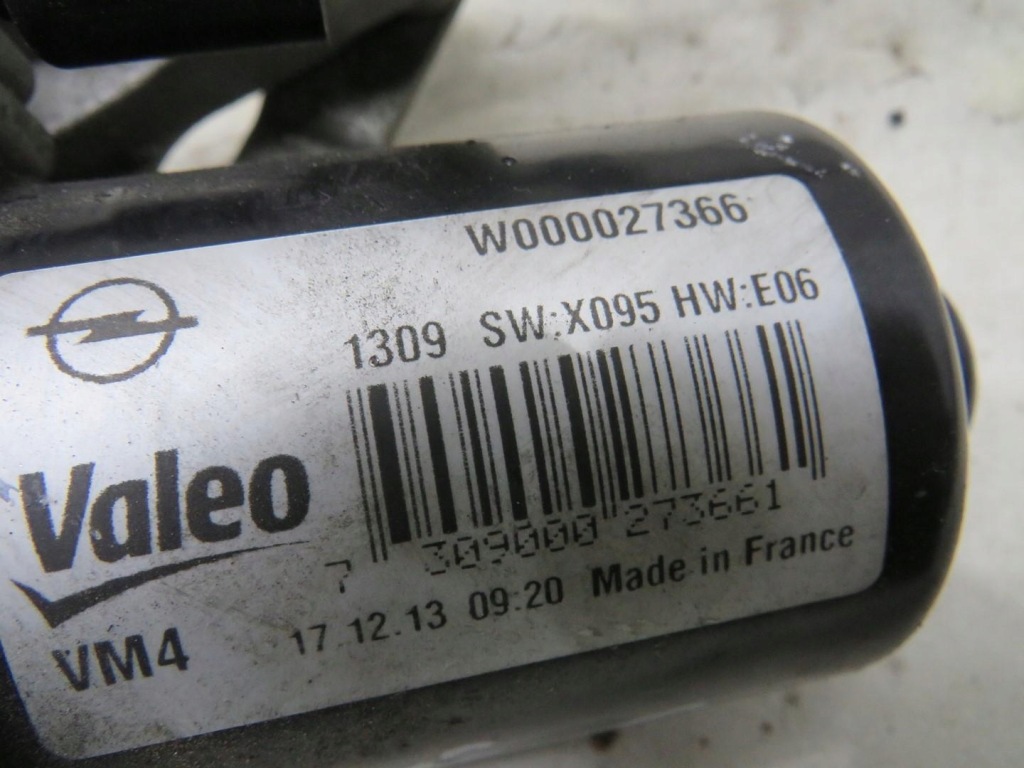 W000027366
1309 SW:X095 HW:E06
Valeo
7 309000 273661
VM4 17.12.13 09:20 Made in France